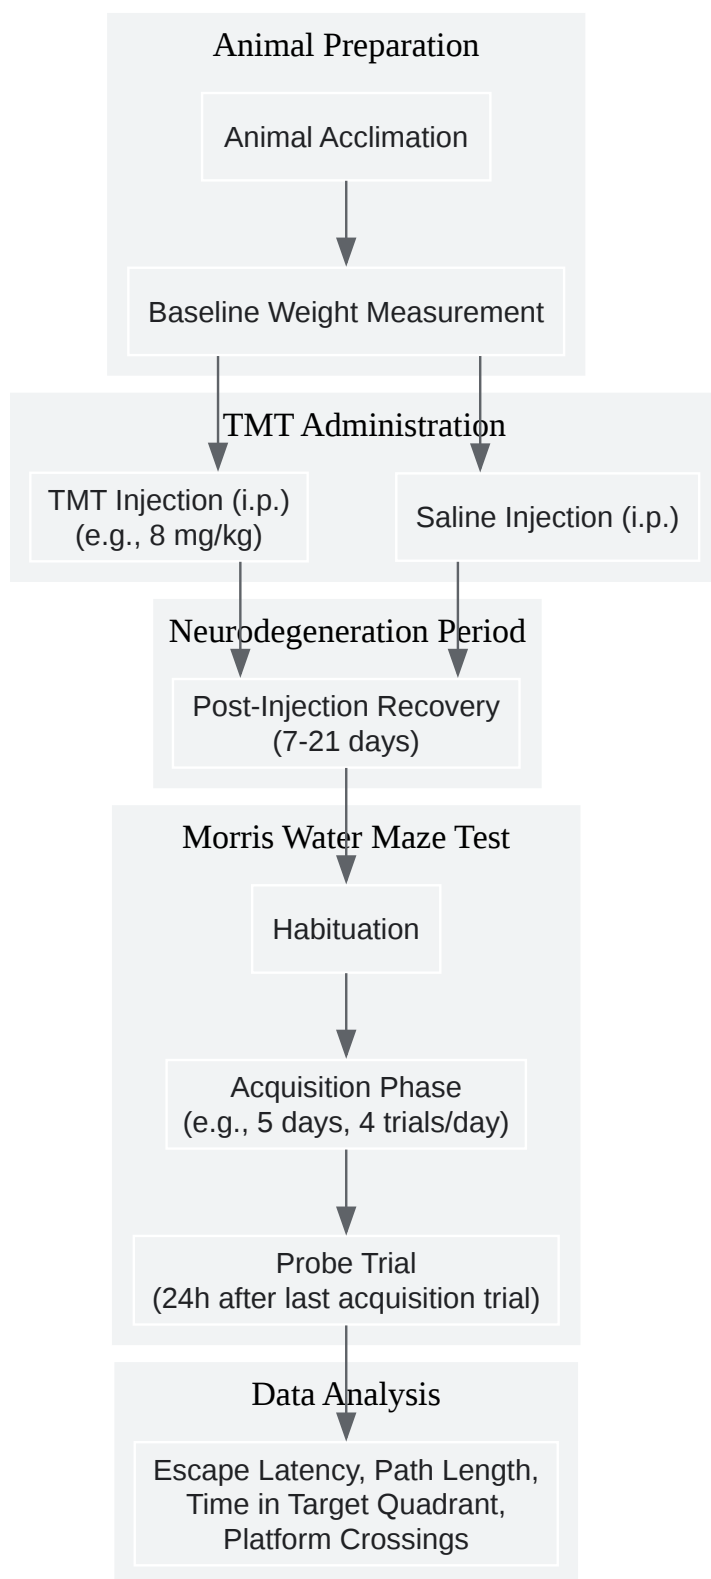 Animal Preparation
Animal Acclimation
Baseline Weight Measurement
TMT Administration
TMT Injection (i.p.)
(e.g., 8 mg/kg)
Saline Injection (i.p.)
Neurodegeneration Period
Post-Injection Recovery
(7-21 days)
Morris Water Maze Test
Habituation
Acquisition Phase
(e.g., 5 days, 4 trials/day)
Probe Trial
(24h after last acquisition trial)
Data Analysis
Escape Latency, Path Length,
Time in Target Quadrant,
Platform Crossings